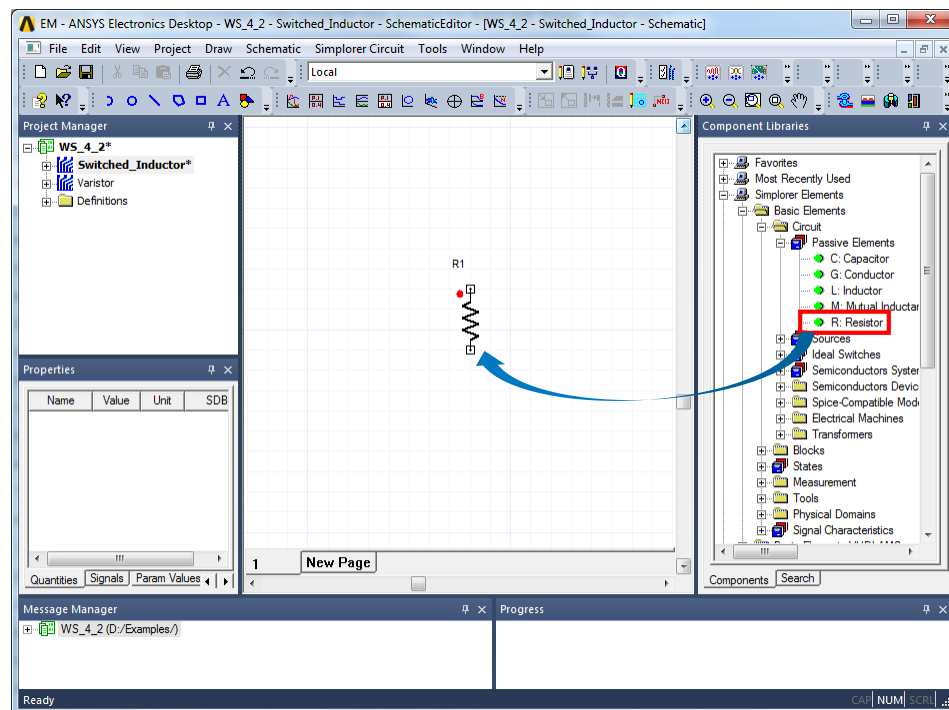 EM - ANSYS Electronics Desktop - WS_4_2 - Switched_Inductor - SchematicEditor - [WS_4_2 - Switched_Inductor - Schematic]
File Edit View Project Draw Schematic Simplorer Circuit Tools Window Help
Local
Project Manager
WS_4_2*
Switched_Inductor*
Varistor
Definitions
Properties
Name Value Unit SDB
Quantities Signals Param Values
R1
1 New Page
Component Libraries
Favorites
Most Recently Used
Simplorer Elements
Basic Elements
Circuit
Passive Elements
C: Capacitor
G: Conductor
L: Inductor
M: Mutual Inductan
R: Resistor
Sources
Ideal Switches
Semiconductors System
Semiconductors Devic
Spice-Compatible Mode
Electrical Machines
Transformers
Blocks
States
Measurement
Tools
Physical Domains
Signal Characteristics
Components Search
Message Manager
WS_4_2 (D:/Examples/)
Progress
Ready
CAP NUM SCRL